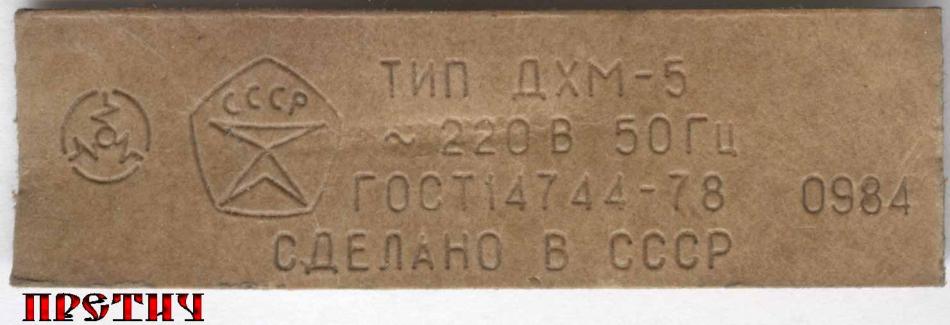 СССР
ТИП ДХМ-5
~ 220 В 50 Гц
ГОСТ 14744-78 0984
СДЕЛАНО В СССР
ПРЕТИЧ